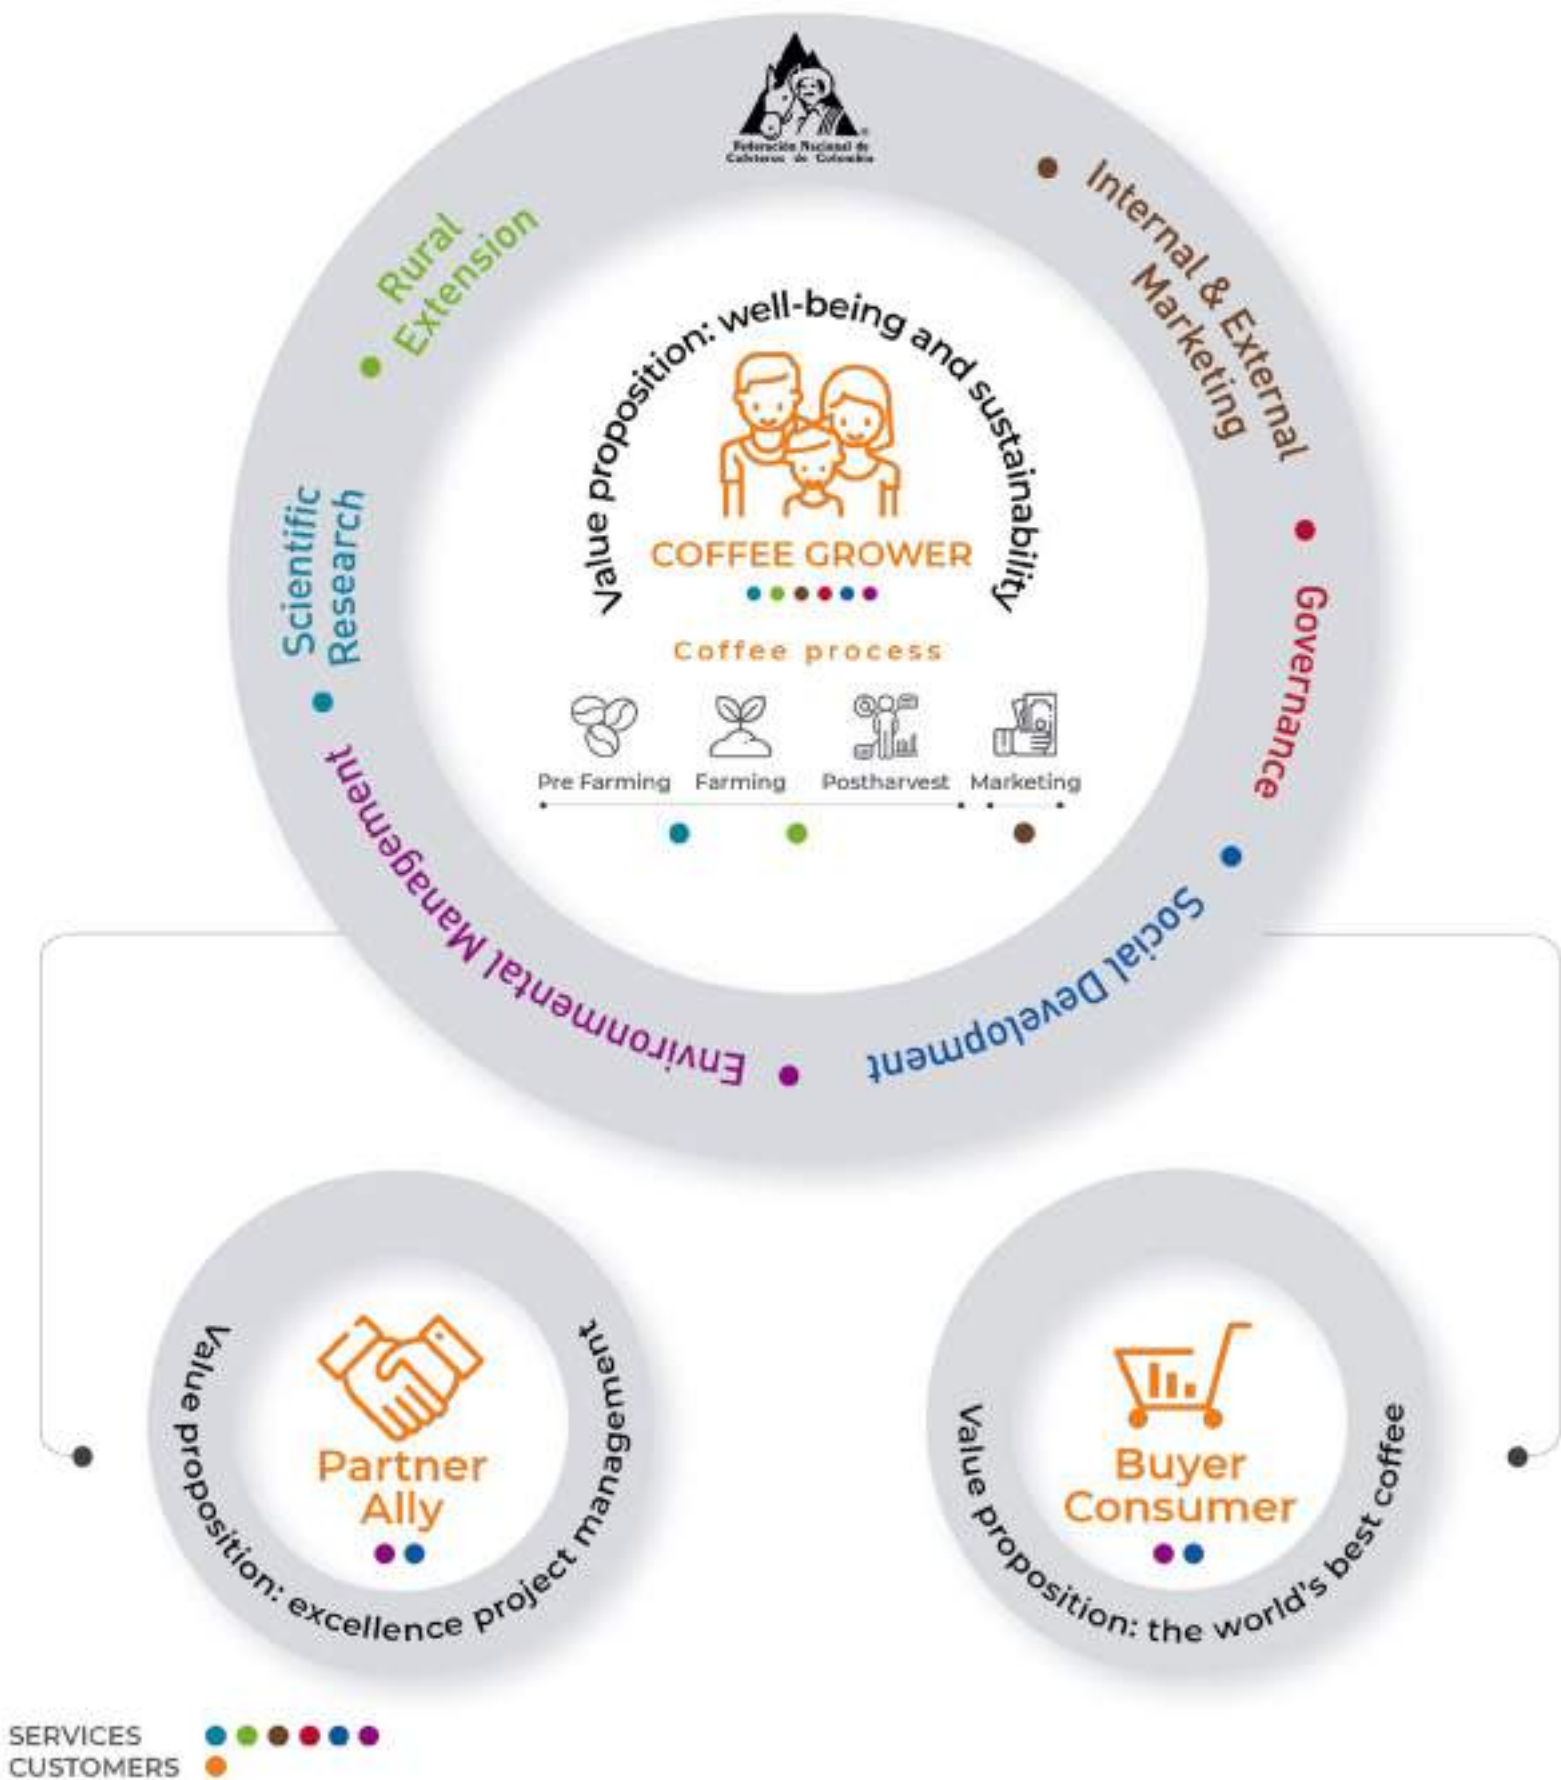 Federación Nacional de
Cafeteros de Colombia
Rural
Extension
Internal & External
Marketing
Scientific
Research
Governance
Environmental Management
Social Development
Value proposition: well-being and sustainability
COFFEE GROWER
Coffee process
Pre Farming
Farming
Postharvest
Marketing
Partner
Ally
Value proposition: excellence project management
Buyer
Consumer
Value proposition: the world's best coffee
SERVICES
CUSTOMERS